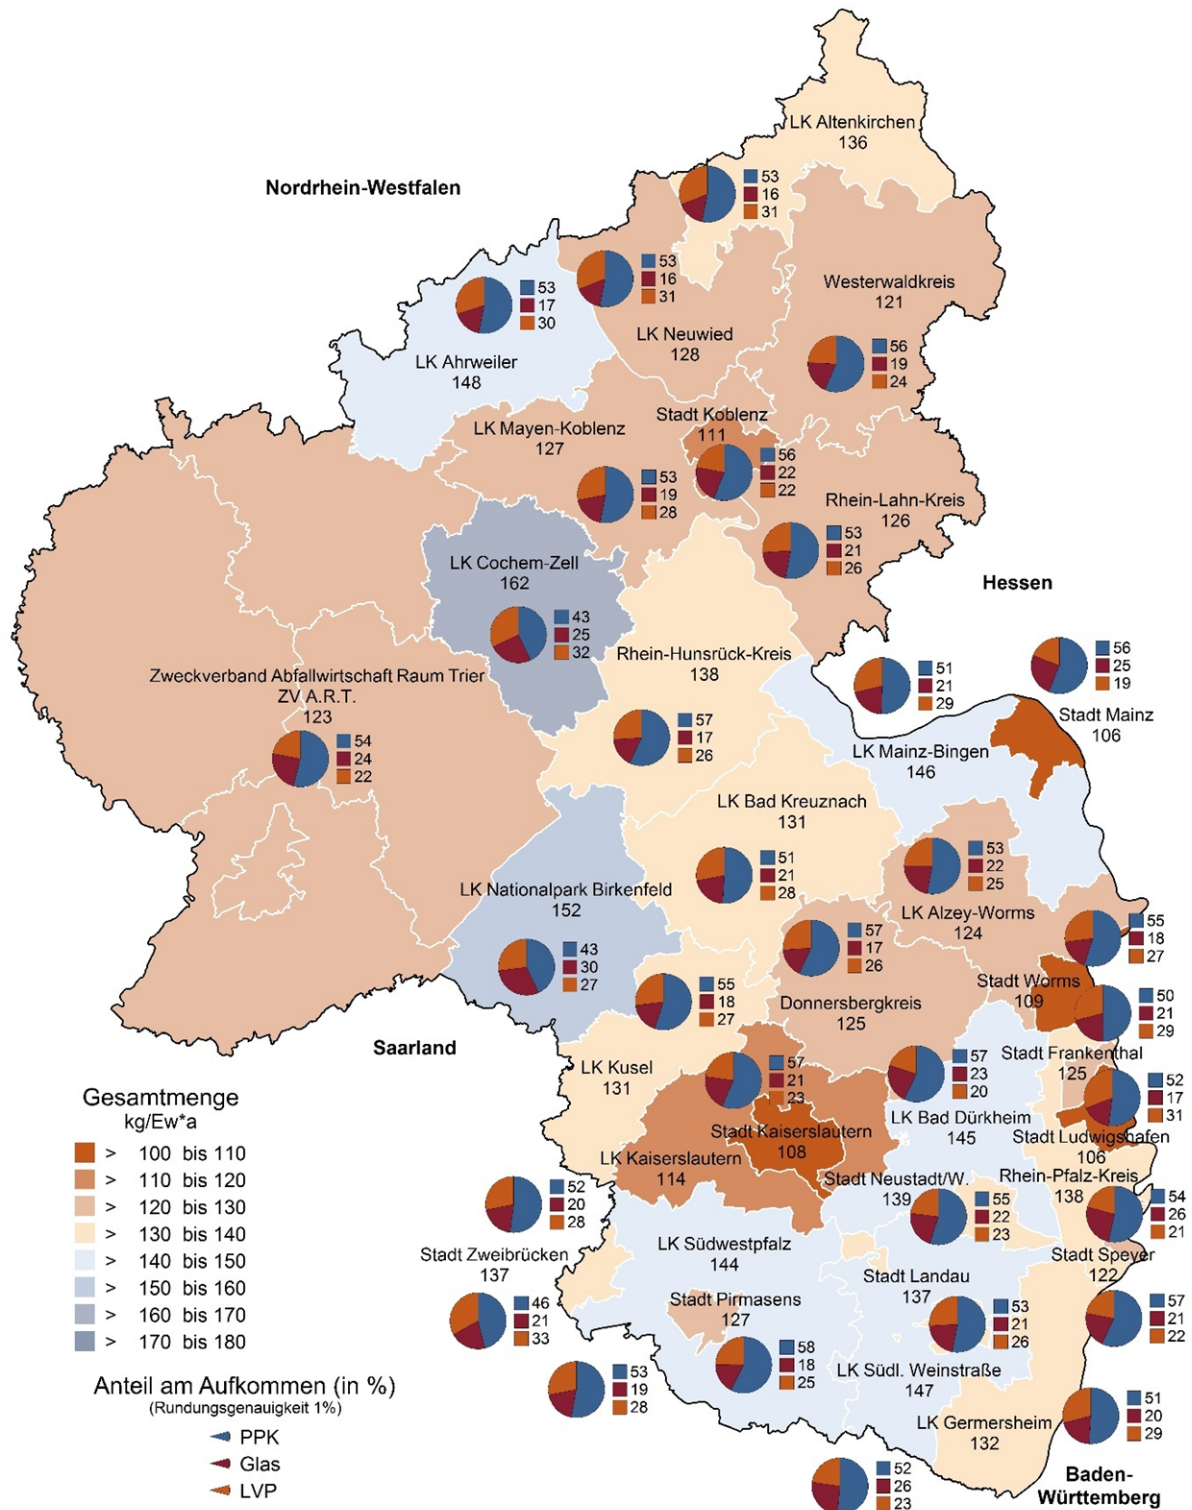 LK Altenkirchen
136
Nordrhein-Westfalen
53
16
31
53
16
31
Westerwaldkreis
121
53
17
30
LK Neuwied
128
56
19
24
LK Ahrweiler
148
Stadt Koblenz
111
LK Mayen-Koblenz
127
56
22
22
53
19
28
Rhein-Lahn-Kreis
126
53
21
26
LK Cochem-Zell
162
Hessen
43
25
32
Rhein-Hunsrück-Kreis
138
56
25
19
51
21
29
Zweckverband Abfallwirtschaft Raum Trier
ZV A.R.T.
123
Stadt Mainz
106
57
17
26
54
24
22
LK Mainz-Bingen
146
LK Bad Kreuznach
131
53
22
25
51
21
28
LK Nationalpark Birkenfeld
152
LK Alzey-Worms
124
55
18
27
57
17
26
43
30
27
Stadt Worms
109
55
18
27
Donnersbergkreis
125
50
21
29
Saarland
Stadt Frankenthal
125
LK Kusel
131
57
21
23
57
23
20
52
17
31
Gesamtmenge
kg/Ew*a
LK Bad Dürkheim
145
Stadt Kaiserslautern
108
Stadt Ludwigshafen
106
> 100 bis 110
> 110 bis 120
> 120 bis 130
> 130 bis 140
> 140 bis 150
> 150 bis 160
> 160 bis 170
> 170 bis 180
LK Kaiserslautern
114
Stadt Neustadt/W.
139
Rhein-Pfalz-Kreis
138
52
20
28
55
22
23
54
26
21
Stadt Zweibrücken
137
LK Südwestpfalz
144
Stadt Speyer
122
Stadt Landau
137
Stadt Pirmasens
127
46
21
33
53
21
26
57
21
22
58
18
25
LK Südl. Weinstraße
147
53
19
28
Anteil am Aufkommen (in %)
(Rundungsgenauigkeit 1%)
PPK
Glas
LVP
LK Germersheim
132
51
20
29
52
26
23
Baden-
Württemberg